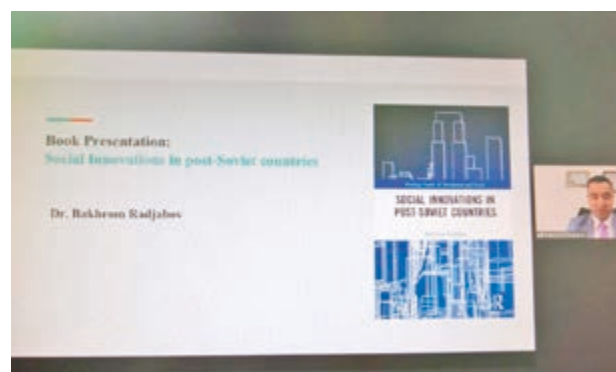 Book Presentation:
Social Innovations in post-Soviet countries
Dr. Bakhrom Radjabov
SOCIAL INNOVATIONS IN
POST-SOVIET COUNTRIES